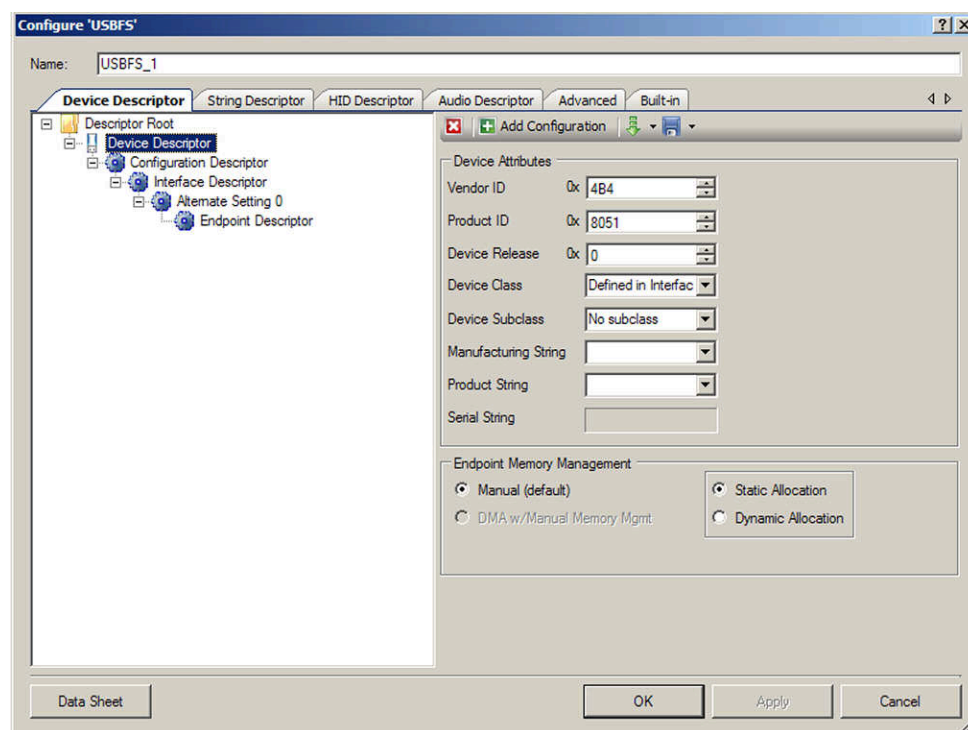 Configure 'USBFS'
Name: USBFS_1
Device Descriptor String Descriptor HID Descriptor Audio Descriptor Advanced Built-in
Descriptor Root
Device Descriptor
Configuration Descriptor
Interface Descriptor
Alternate Setting 0
Endpoint Descriptor
Add Configuration
Device Attributes
Vendor ID 0x 4B4
Product ID 0x 8051
Device Release 0x 0
Device Class Defined in Interfac
Device Subclass No subclass
Manufacturing String
Product String
Serial String
Endpoint Memory Management
Manual (default) Static Allocation
DMA w/Manual Memory Mgmt Dynamic Allocation
Data Sheet OK Apply Cancel